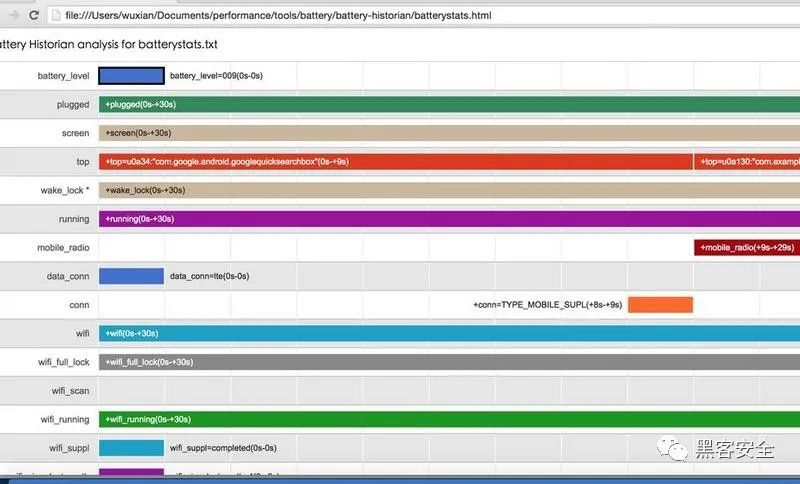 file:///Users/wuxian/Documents/performance/tools/battery/battery-historian/batterystats.html
ttery Historian analysis for batterystats.txt
battery_level battery_level=009(0s-0s)
plugged +plugged(0s-+30s)
screen +screen(0s-+30s)
top +top=u0a34:"com.google.android.googlequicksearchbox"(0s-+9s) +top=u0a130:"com.examp
wake_lock * +wake_lock(0s-+30s)
running +running(0s-+30s)
mobile_radio +mobile_radio(+9s-+29s)
data_conn data_conn=lte(0s-0s)
conn +conn=TYPE_MOBILE_SUPL(+8s-+9s)
wifi +wifi(0s-+30s)
wifi_full_lock +wifi_full_lock(0s-+30s)
wifi_scan
wifi_running +wifi_running(0s-+30s)
wifi_suppl wifi_suppl=completed(0s-0s)
黑客安全